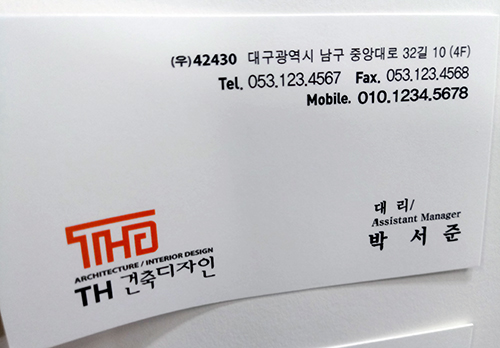 (우)42430 대구광역시 남구 중앙대로 32길 10 (4F)
Tel. 053.123.4567 Fax. 053.123.4568
Mobile. 010.1234.5678
대 리/
Assistant Manager
박 서 준
THD
ARCHITECTURE / INTERIOR DESIGN
TH 건축디자인